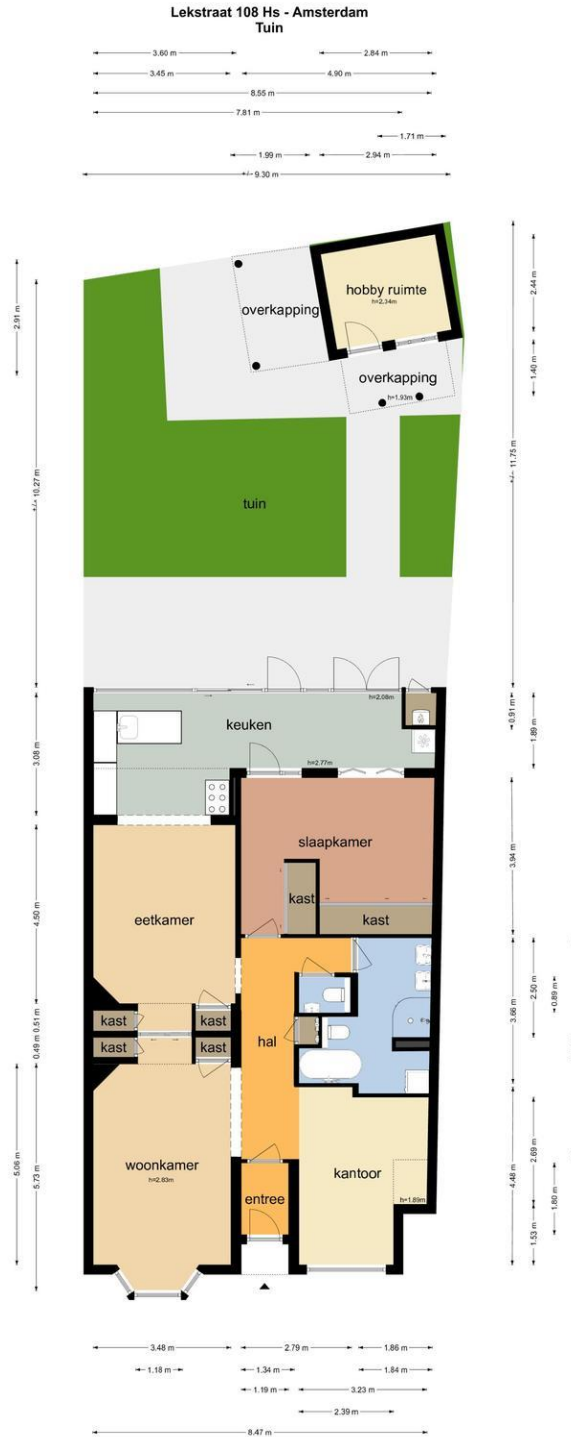 Lekstraat 108 Hs - Amsterdam
Tuin
3.60 m
2.84 m
3.45 m
4.90 m
8.55 m
7.81 m
1.71 m
1.99 m
2.94 m
+/- 9.30 m
2.91 m
2.44 m
hobby ruimte
h=2.34m
overkapping
overkapping
h=1.93m
1.40 m
+/- 10.27 m
+/- 11.75 m
tuin
h=2.08m
keuken
h=2.77m
3.08 m
0.91 m
1.89 m
slaapkamer
kast
kast
3.94 m
eetkamer
4.50 m
kast
kast
kast
kast
0.51 m
0.49 m
hal
3.66 m
2.50 m
0.89 m
woonkamer
h=2.83m
5.06 m
5.73 m
entree
kantoor
h=1.89m
4.48 m
2.69 m
1.80 m
1.53 m
3.48 m
2.79 m
1.86 m
1.18 m
1.34 m
1.84 m
1.19 m
3.23 m
2.39 m
8.47 m